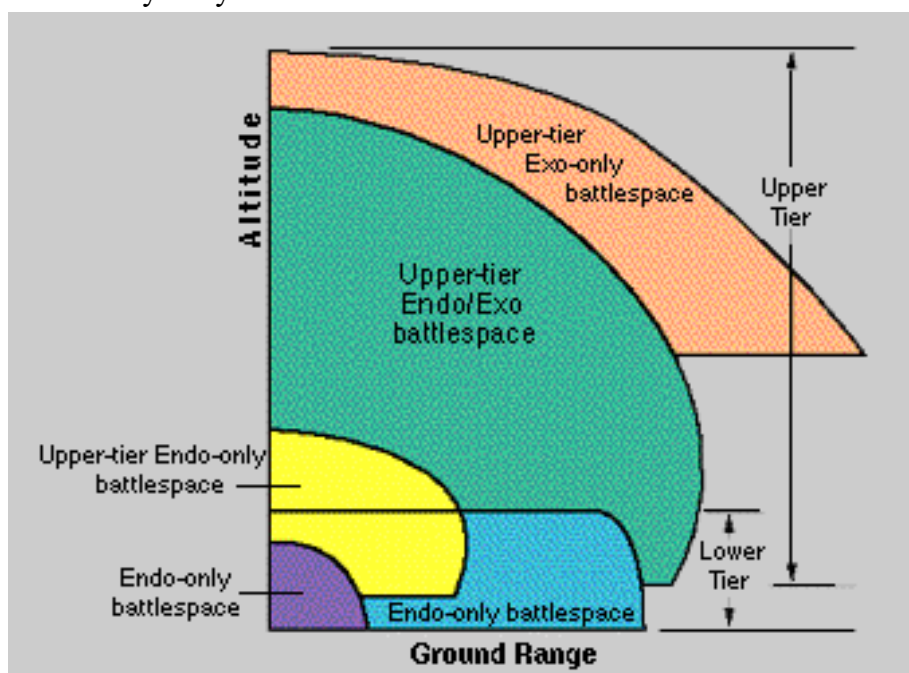 Altitude
Upper-tier
Exo-only
battlespace
Upper
Tier
Upper-tier
Endo/Exo
battlespace
Upper-tier Endo-only
battlespace
Lower
Tier
Endo-only
battlespace
Endo-only battlespace
Ground Range